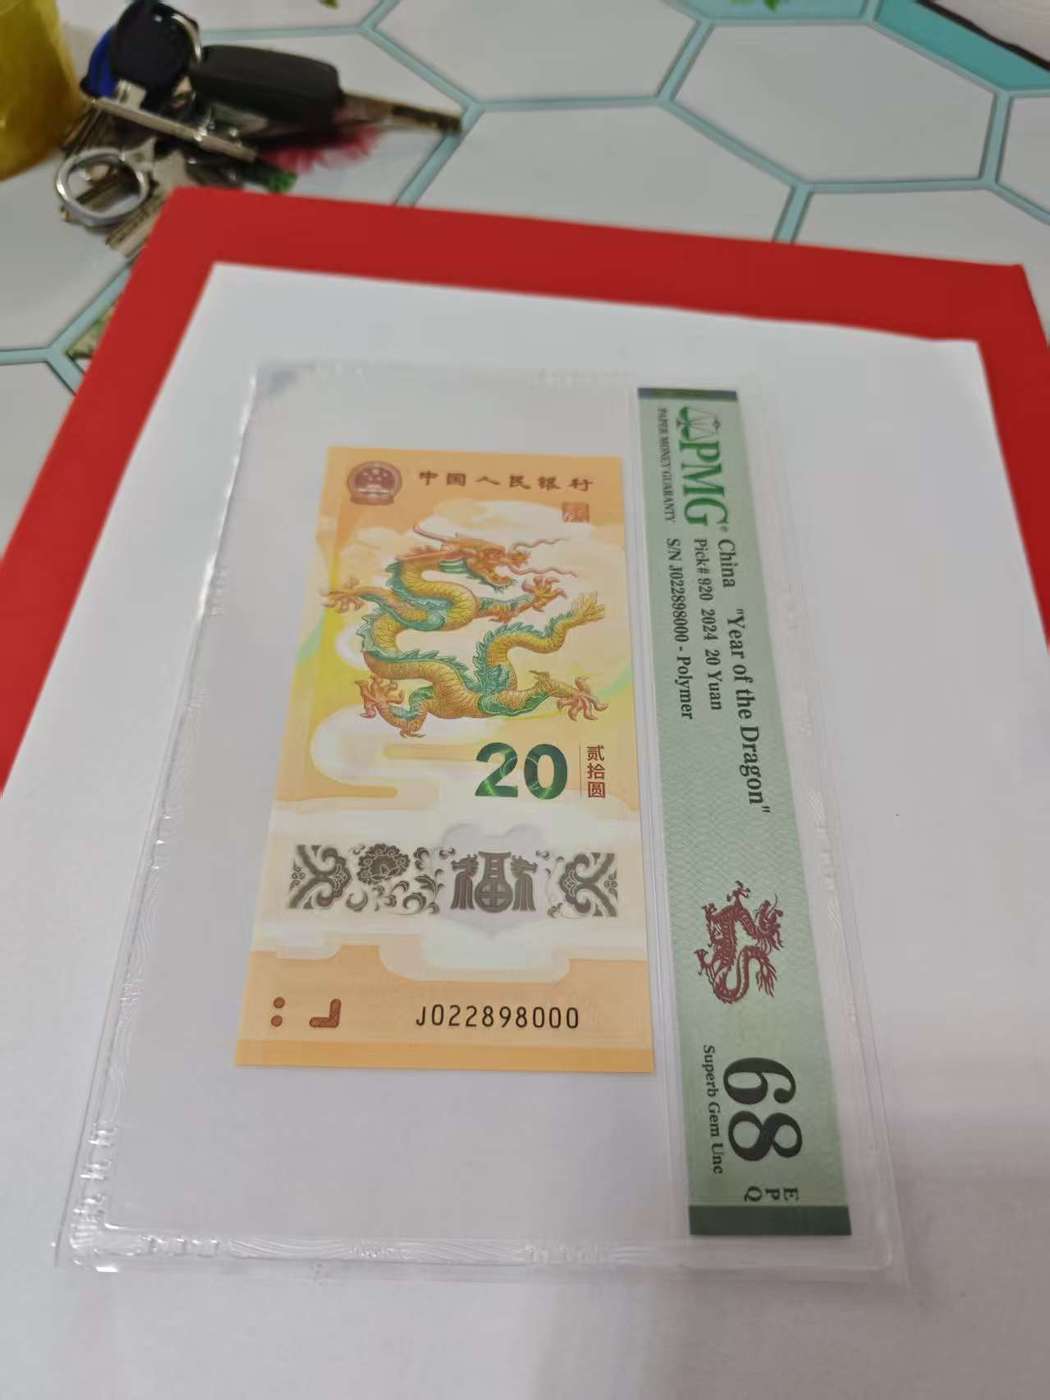 中国人民银行
20
贰拾圆
J022898000
PMG®
PAPER MONEY GUARANTY
China "Year of the Dragon"
Pick# 920 2024 20 Yuan
S/N J022898000 - Polymer
68
EPQ
Superb Gem Unc